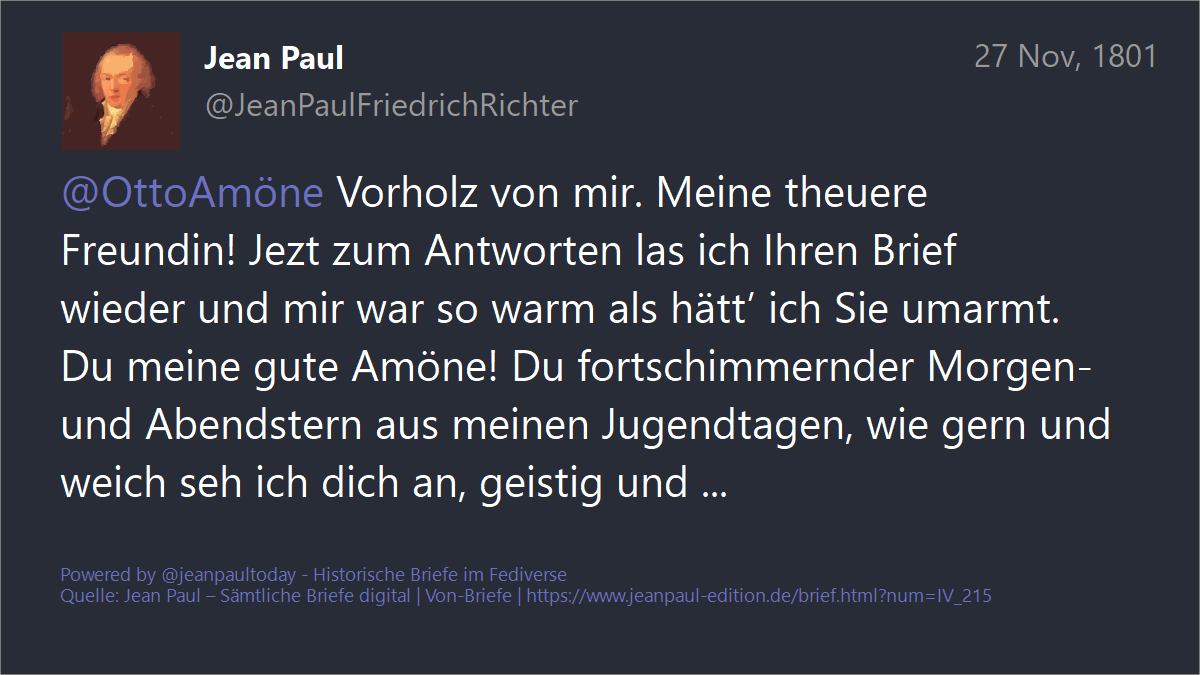 Jean Paul
27 Nov, 1801
@JeanPaulFriedrichRichter
@OttoAmöne Vorholz von mir. Meine theuere
Freundin! Jezt zum Antworten las ich Ihren Brief
wieder und mir war so warm als hätt’ ich Sie umarmt.
Du meine gute Amöne! Du fortschimmernder Morgen-
und Abendstern aus meinen Jugendtagen, wie gern und
weich seh ich dich an, geistig und ...
Powered by @jeanpaultoday - Historische Briefe im Fediverse
Quelle: Jean Paul – Sämtliche Briefe digital | Von-Briefe | https://www.jeanpaul-edition.de/brief.html?num=IV_215